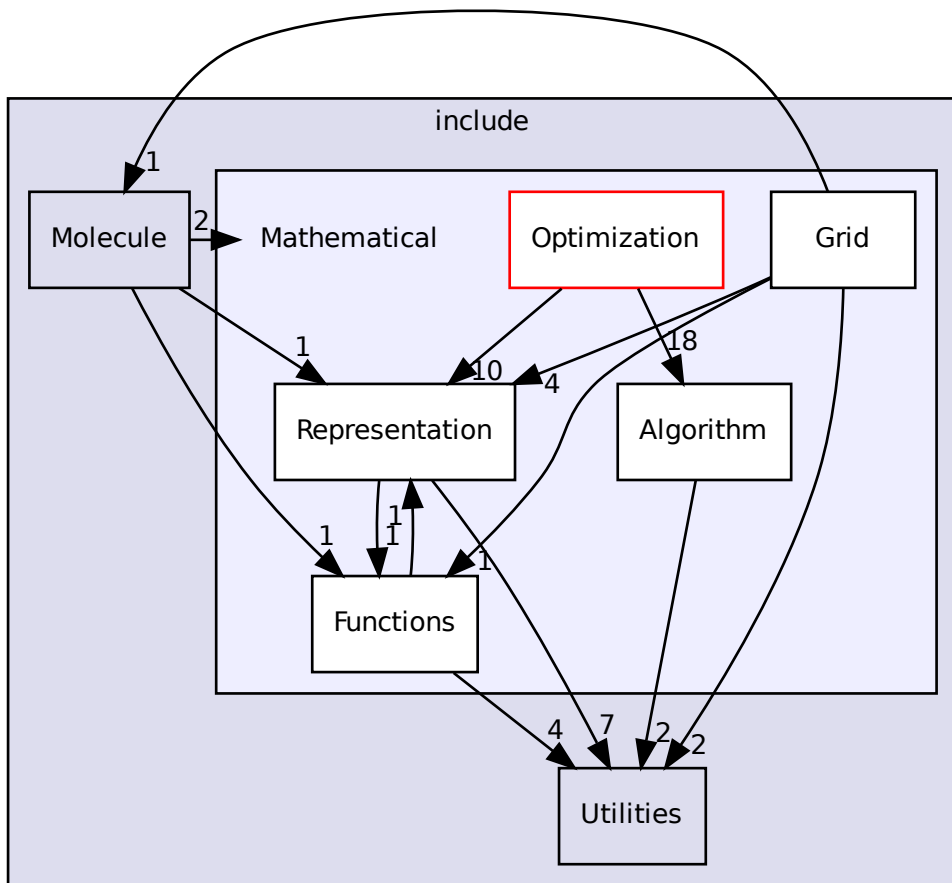 include
1
Molecule
2
Mathematical
Optimization
Grid
1
10
18
4
Representation
Algorithm
1
1
1
1
Functions
4
7
2
2
Utilities